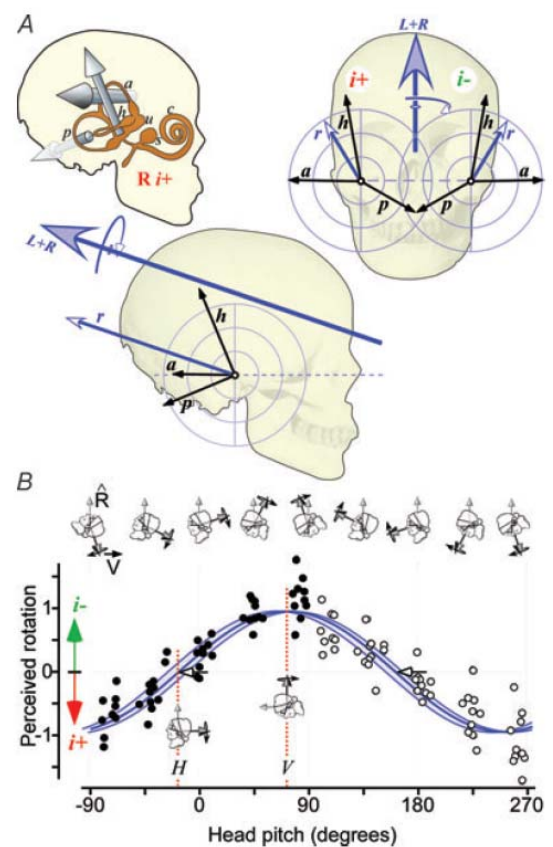 A
a
h
u
c
p
s
R i+
L+R
i+
i-
h
h
r
r
a
a
p
p
L+R
r
h
a
p
B
R̂
V
i-
1
0
-1
i+
Perceived rotation
H
V
-90
0
90
180
270
Head pitch (degrees)